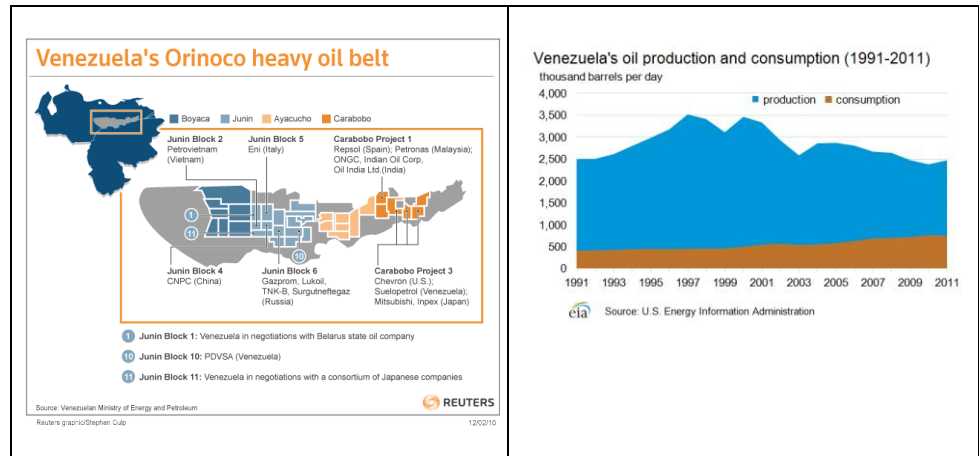 Venezuela's Orinoco heavy oil belt
Boyaca
Junin
Ayacucho
Carabobo
Junin Block 2
Petrovietnam
(Vietnam)
Junin Block 5
Eni (Italy)
Carabobo Project 1
Repsol (Spain); Petronas (Malaysia);
ONGC, Indian Oil Corp,
Oil India Ltd.(India)
1
11
10
Junin Block 4
CNPC (China)
Junin Block 6
Gazprom, Lukoil,
TNK-B, Surgutneftegaz
(Russia)
Carabobo Project 3
Chevron (U.S.);
Suelopetrol (Venezuela);
Mitsubishi, Inpex (Japan)
1 Junin Block 1: Venezuela in negotiations with Belarus state oil company
10 Junin Block 10: PDVSA (Venezuela)
11 Junin Block 11: Venezuela in negotiations with a consortium of Japanese companies
Source: Venezuelan Ministry of Energy and Petroleum
REUTERS
Reuters graphic/Stephen Culp
12/02/10
Venezuela's oil production and consumption (1991-2011)
thousand barrels per day
4,000
3,500
3,000
2,500
2,000
1,500
1,000
500
0
production
consumption
1991
1993
1995
1997
1999
2001
2003
2005
2007
2009
2011
eia
Source: U.S. Energy Information Administration